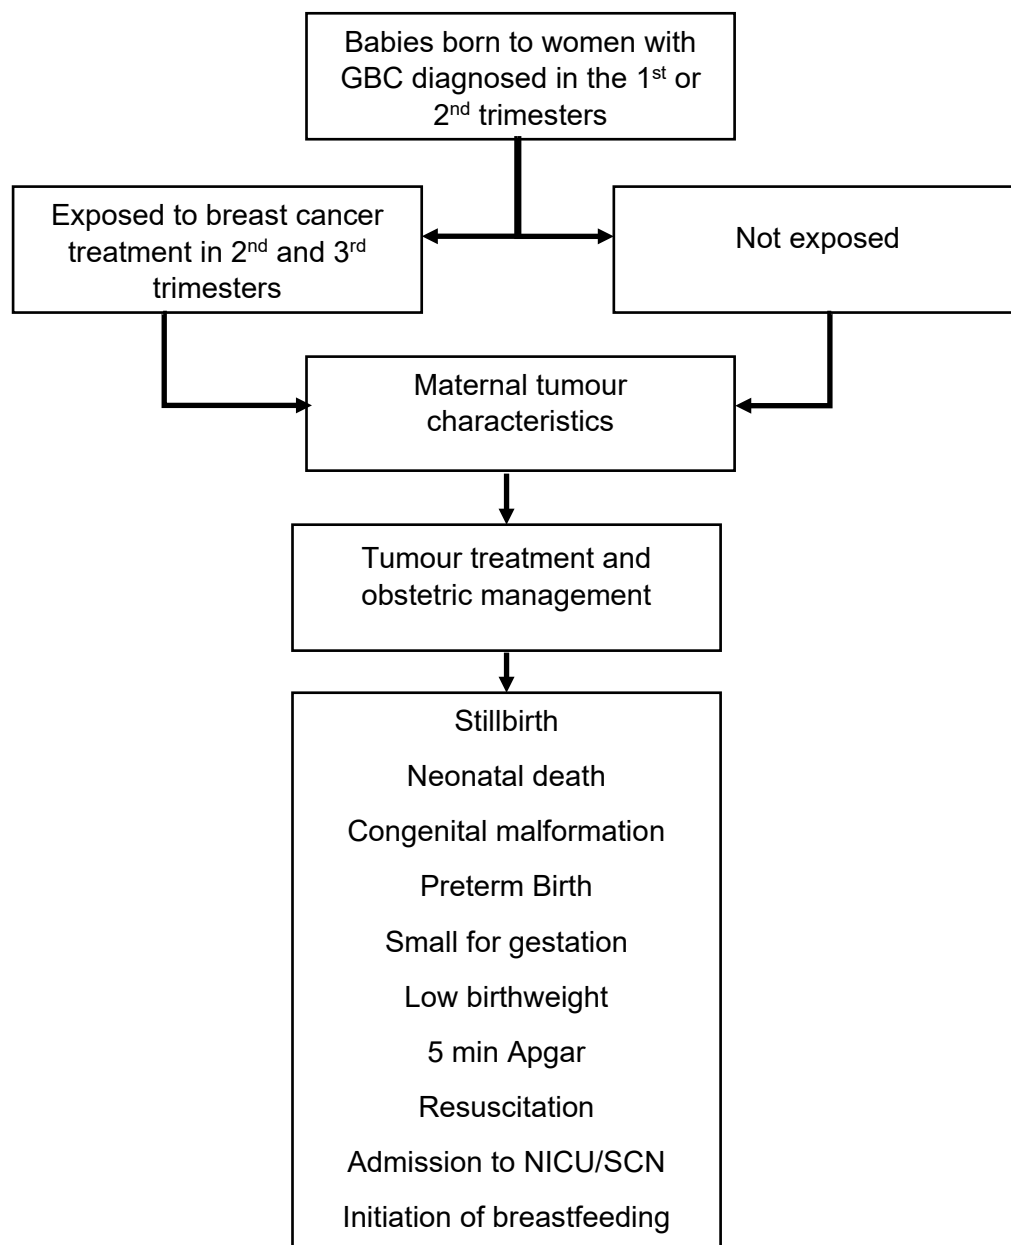 Babies born to women with
GBC diagnosed in the 1st or
2nd trimesters
Exposed to breast cancer
treatment in 2nd and 3rd
trimesters
Not exposed
Maternal tumour
characteristics
Tumour treatment and
obstetric management
Stillbirth
Neonatal death
Congenital malformation
Preterm Birth
Small for gestation
Low birthweight
5 min Apgar
Resuscitation
Admission to NICU/SCN
Initiation of breastfeeding